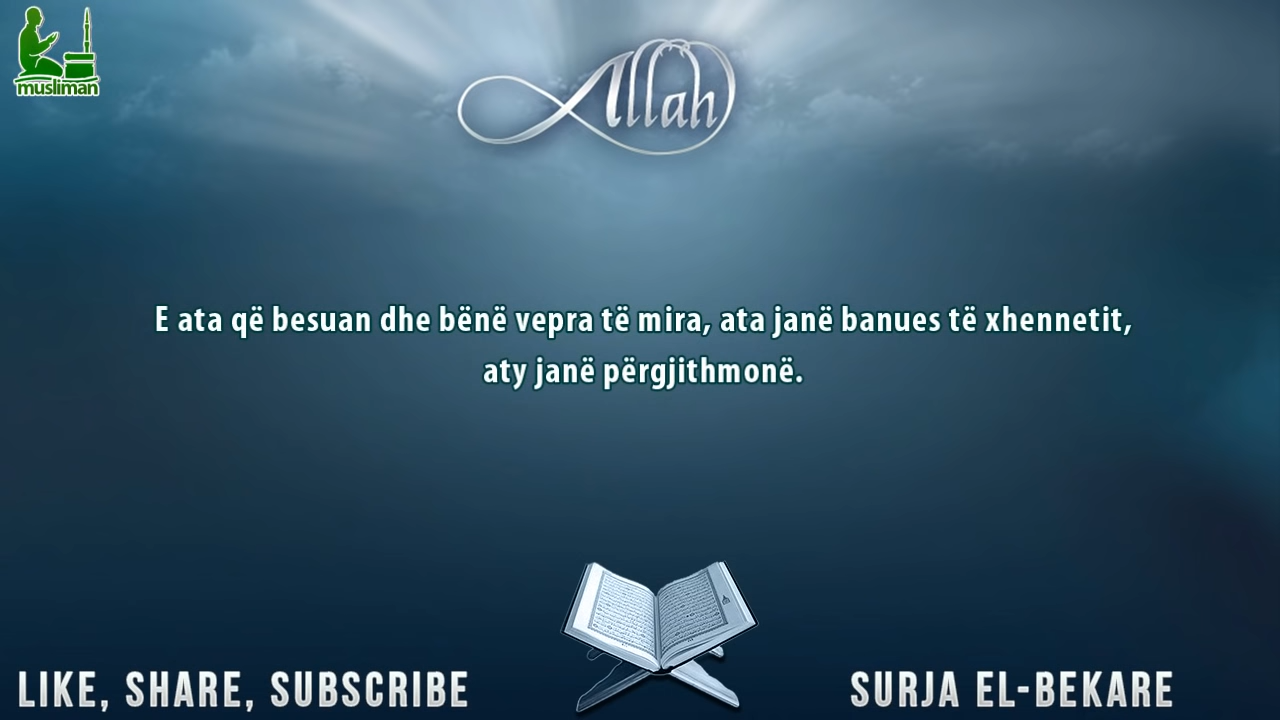 musliman
Allah
E ata që besuan dhe bënë vepra të mira, ata janë banues të xhennetit,
aty janë përgjithmonë.
LIKE, SHARE, SUBSCRIBE
SURJA EL-BEKARE